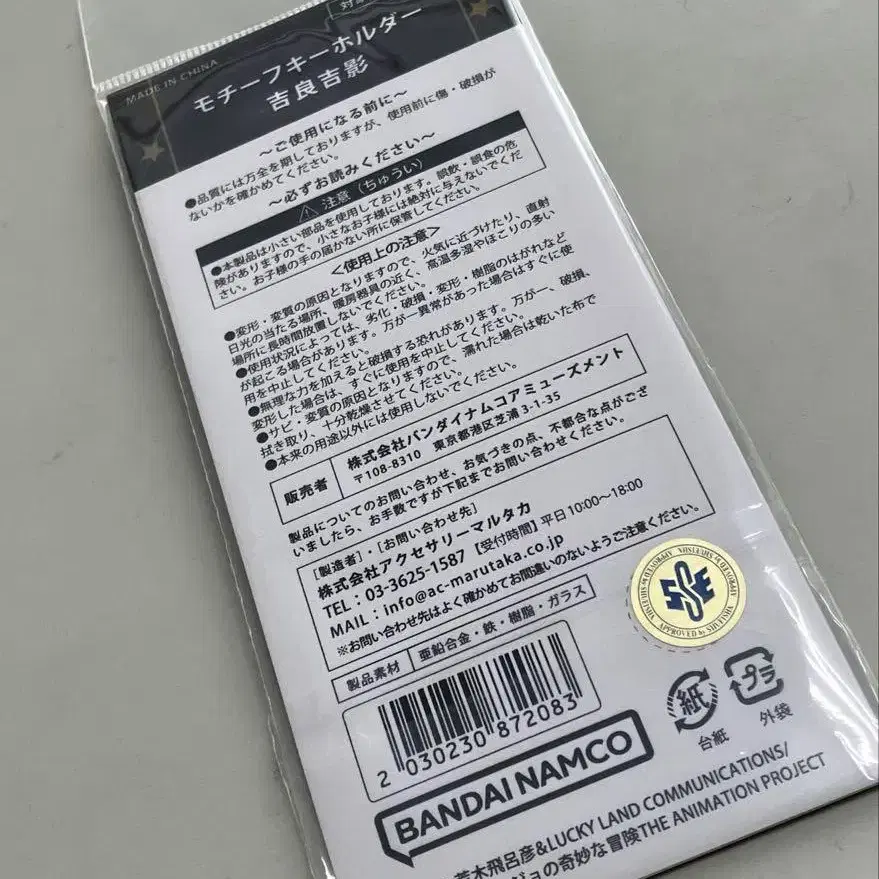 MADE IN CHINA
モチーフキーホルダー
吉良吉影
～ご使用になる前に～
●品質には万全を期しておりますが、使用前に傷・破損が
ないかを確かめてください。
～必ずお読みください～
注意（ちゅうい）
●本製品は小さい部品を使用しております。誤飲・誤食の危
険がありますので、小さなお子様には絶対に与えないでくだ
さい。お子様の手の届かない所に保管してください。
＜使用上の注意＞
●変形・変質の原因となりますので、火気に近づけたり、直射
日光の当たる場所、暖房器具の近く、高温多湿やほこりの多い
場所に長時間放置しないでください。
●使用状況によっては、劣化・破損・変形・樹脂のはがれなど
が起こる場合があります。万が一異常があった場合はすぐに使
用を中止してください。
●無理な力を加えると破損する恐れがあります。万が一、破損、
変形した場合は、すぐに使用を中止してください。
●サビ・変質の原因となりますので、濡れた場合は乾いた布で
拭き取り、十分乾燥させてください。
●本来の用途以外には使用しないでください。
販売者
株式会社バンダイナムコアミューズメント
〒108-8310 東京都港区芝浦3-1-35
製品についてのお問い合わせ、お気づきの点、不都合な点がござ
いましたら、お手数ですが下記までお問い合わせください。
[製造者]・[お問い合わせ先]
株式会社アクセサリーマルタカ
TEL：03-3625-1587【受付時間】平日10:00～18:00
MAIL：info@ac-marutaka.co.jp
※お問い合わせ先はよく確かめてお間違いのないようご注意ください。
製品素材 亜鉛合金・鉄・樹脂・ガラス
APPROVED by SHUEISHA
SE
2 030230 872083
紙
台紙
プラ
外袋
BANDAI NAMCO
荒木飛呂彦&LUCKY LAND COMMUNICATIONS/
ジョの奇妙な冒険THE ANIMATION PROJECT